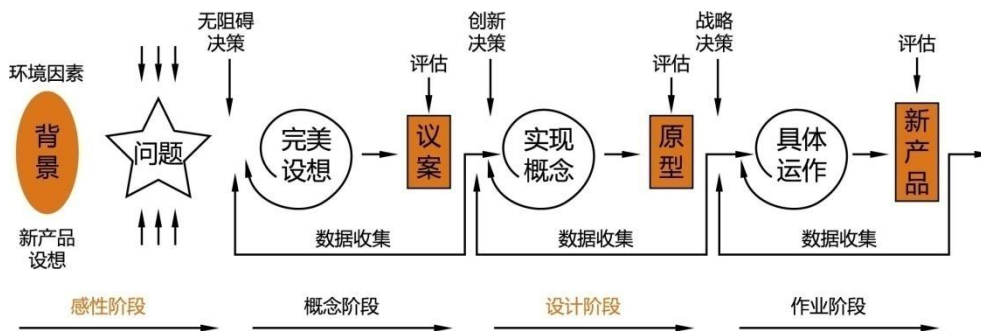 无阻碍
决策
创新
决策
战略
决策
评估
评估
评估
环境因素
背景
问题
完美
设想
议案
实现
概念
原型
具体
运作
新产品
新产品
设想
数据收集
数据收集
数据收集
感性阶段
概念阶段
设计阶段
作业阶段